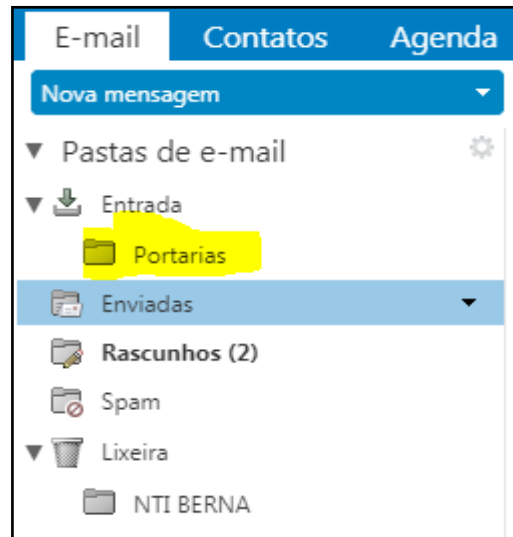 E-mail Contatos Agenda
Nova mensagem
Pastas de e-mail
Entrada
Portarias
Enviadas
Rascunhos (2)
Spam
Lixeira
NTI BERNA